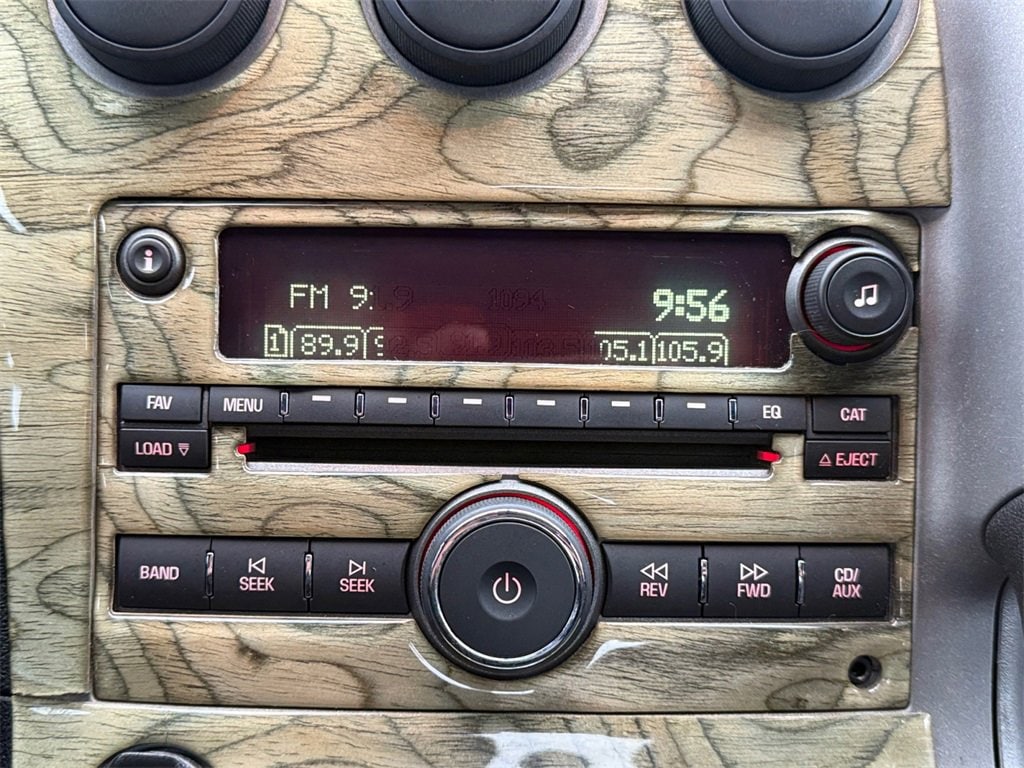 i
FM 9
9:56
1 89.9 05.1 105.9
FAV MENU EQ CAT
LOAD EJECT
BAND SEEK SEEK REV FWD CD/
AUX